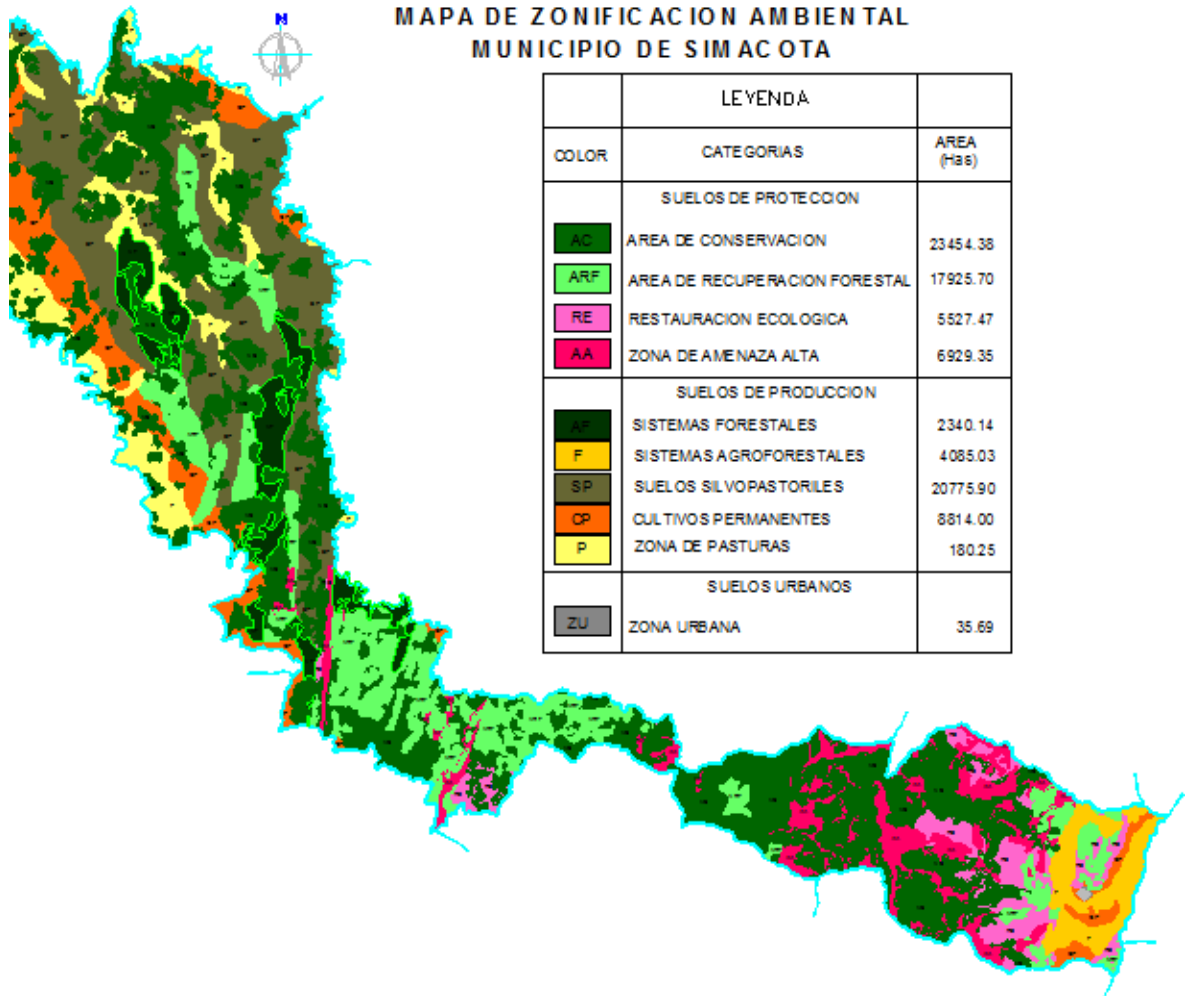 MAPA DE ZONIFICACION AMBIENTAL
MUNICIPIO DE SIMACOTA
N
LEYENDA
COLOR CATEGORIAS AREA
(Has)
SUELOS DE PROTECCION
AC AREA DE CONSERVACION 23454.38
ARF AREA DE RECUPERACION FORESTAL 17925.70
RE RESTAURACION ECOLOGICA 5527.47
AA ZONA DE AMENAZA ALTA 6929.35
SUELOS DE PRODUCCION
AF SISTEMAS FORESTALES 2340.14
F SISTEMAS AGROFORESTALES 4085.03
SP SUELOS SILVOPASTORILES 20775.90
CP CULTIVOS PERMANENTES 8814.00
P ZONA DE PASTURAS 180.25
SUELOS URBANOS
ZU ZONA URBANA 35.69